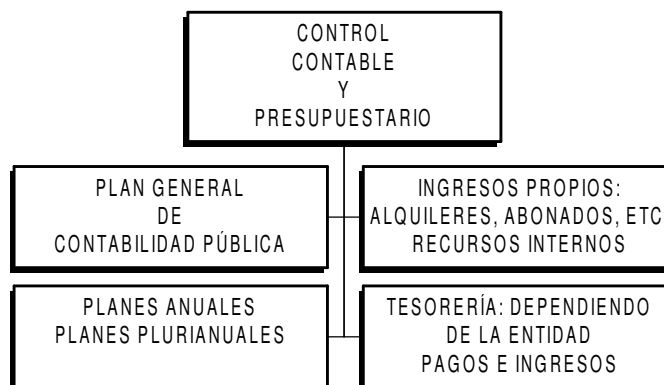 CONTROL
CONTABLE
Y
PRESUPUESTARIO
PLAN GENERAL
DE
CONTABILIDAD PÚBLICA
INGRESOS PROPIOS:
ALQUILERES, ABONADOS, ETC
RECURSOS INTERNOS
PLANES ANUALES
PLANES PLURIANUALES
TESORERÍA: DEPENDIENDO
DE LA ENTIDAD
PAGOS E INGRESOS